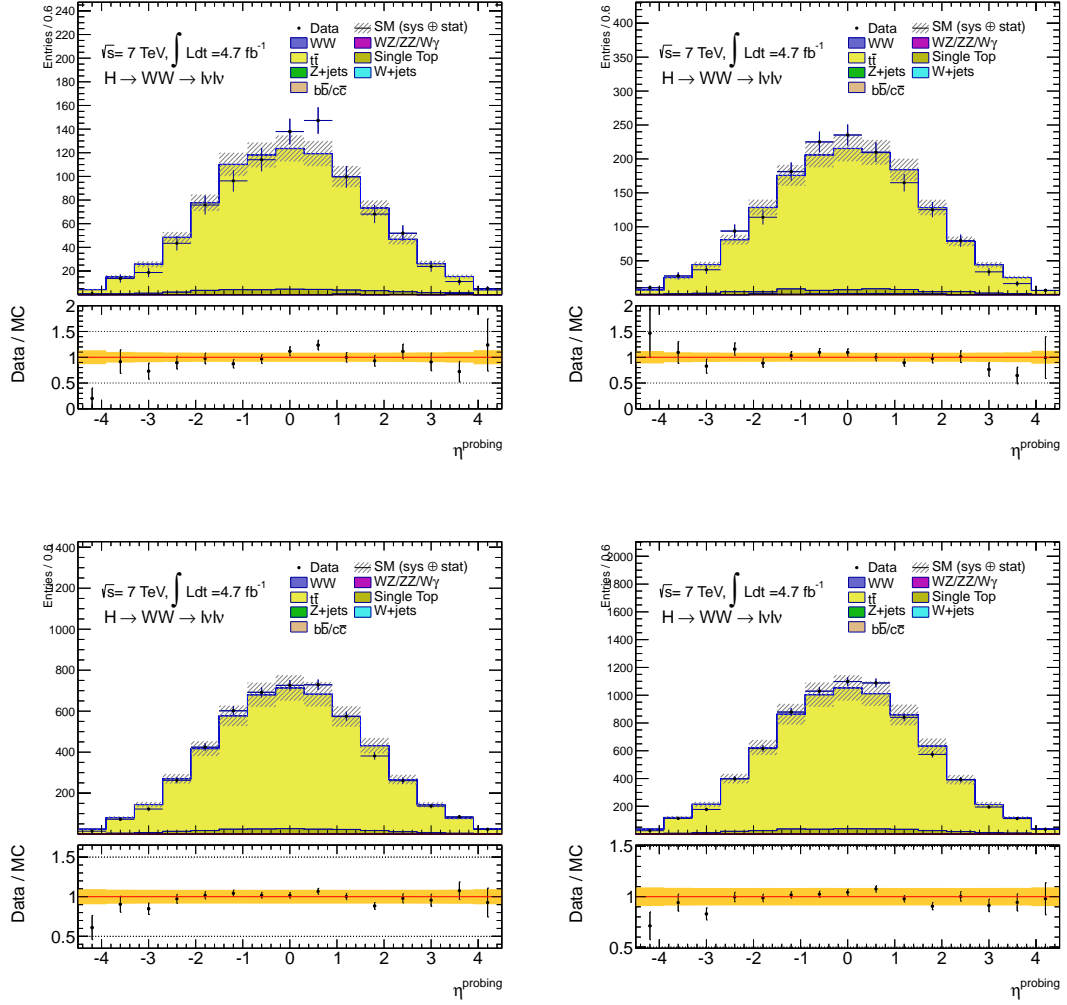 Entries / 0.6
240
220
200
180
160
140
120
100
80
60
40
20
√s= 7 TeV, ∫ Ldt =4.7 fb⁻¹
H → WW → lνlν
Data
SM (sys ⊕ stat)
WW
WZ/ZZ/Wγ
tt̄
Single Top
Z+jets
W+jets
bb̄/cc̄
Data / MC
2
1.5
1
0.5
0
-4 -3 -2 -1 0 1 2 3 4
η^probing
Entries / 0.6
400
350
300
250
200
150
100
50
√s= 7 TeV, ∫ Ldt =4.7 fb⁻¹
H → WW → lνlν
Data
SM (sys ⊕ stat)
WW
WZ/ZZ/Wγ
tt̄
Single Top
Z+jets
W+jets
bb̄/cc̄
Data / MC
2
1.5
1
0.5
0
-4 -3 -2 -1 0 1 2 3 4
η^probing
Entries / 0.6
1400
1200
1000
800
600
400
200
√s= 7 TeV, ∫ Ldt =4.7 fb⁻¹
H → WW → lνlν
Data
SM (sys ⊕ stat)
WW
WZ/ZZ/Wγ
tt̄
Single Top
Z+jets
W+jets
bb̄/cc̄
Data / MC
1.5
1
0.5
-4 -3 -2 -1 0 1 2 3 4
η^probing
Entries / 0.6
2000
1800
1600
1400
1200
1000
800
600
400
200
√s= 7 TeV, ∫ Ldt =4.7 fb⁻¹
H → WW → lνlν
Data
SM (sys ⊕ stat)
WW
WZ/ZZ/Wγ
tt̄
Single Top
Z+jets
W+jets
bb̄/cc̄
Data / MC
1.5
1
0.5
-4 -3 -2 -1 0 1 2 3 4
η^probing